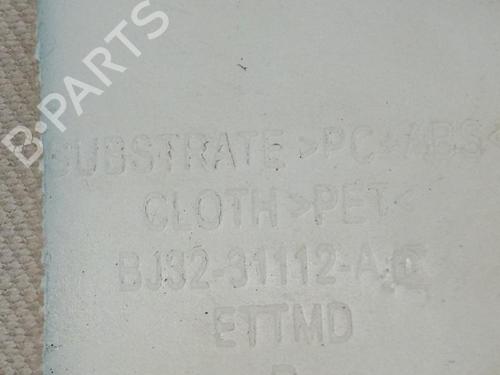 B-PARTS
SUBSTRATE >PC+ABS<
CLOTH >PET<
BJ32-31112-A
ETTMD